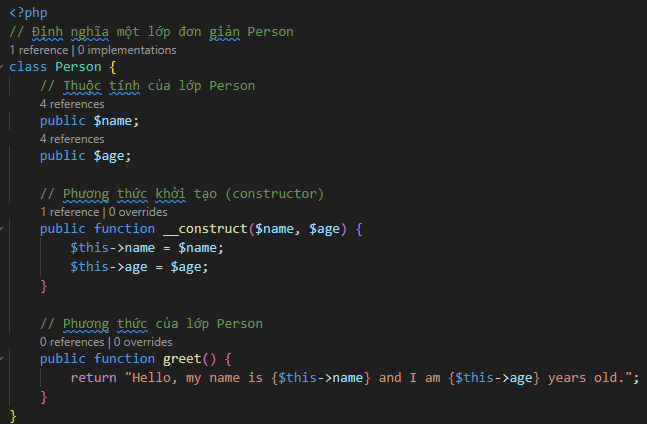 <?php
// Định nghĩa một lớp đơn giản Person
1 reference | 0 implementations
class Person {
// Thuộc tính của lớp Person
4 references
public $name;
4 references
public $age;
// Phương thức khởi tạo (constructor)
1 reference | 0 overrides
public function __construct($name, $age) {
$this->name = $name;
$this->age = $age;
}
// Phương thức của lớp Person
0 references | 0 overrides
public function greet() {
return "Hello, my name is {$this->name} and I am {$this->age} years old.";
}
}